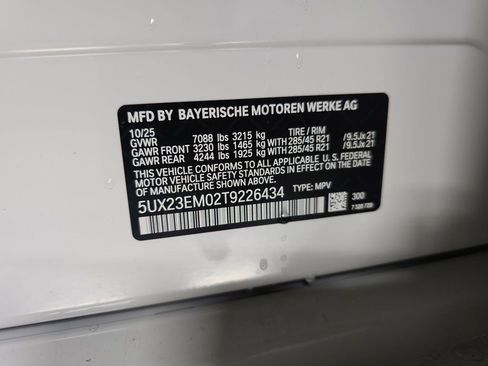 MFD BY BAYERISCHE MOTOREN WERKE AG
10/25 TIRE / RIM
GVWR 7088 lbs 3215 kg
GAWR FRONT 3230 lbs 1465 kg 285/45 R21 / 9.5Jx21
GAWR REAR 4244 lbs 1925 kg 285/45 R21 / 9.5Jx21
THIS VEHICLE CONFORMS TO ALL APPLICABLE U.S. FEDERAL
MOTOR VEHICLE SAFETY STANDARDS IN EFFECT ON THE DATE
OF MANUFACTURE SHOWN ABOVE.
5UX23EM02T9226434 TYPE: MPV 300